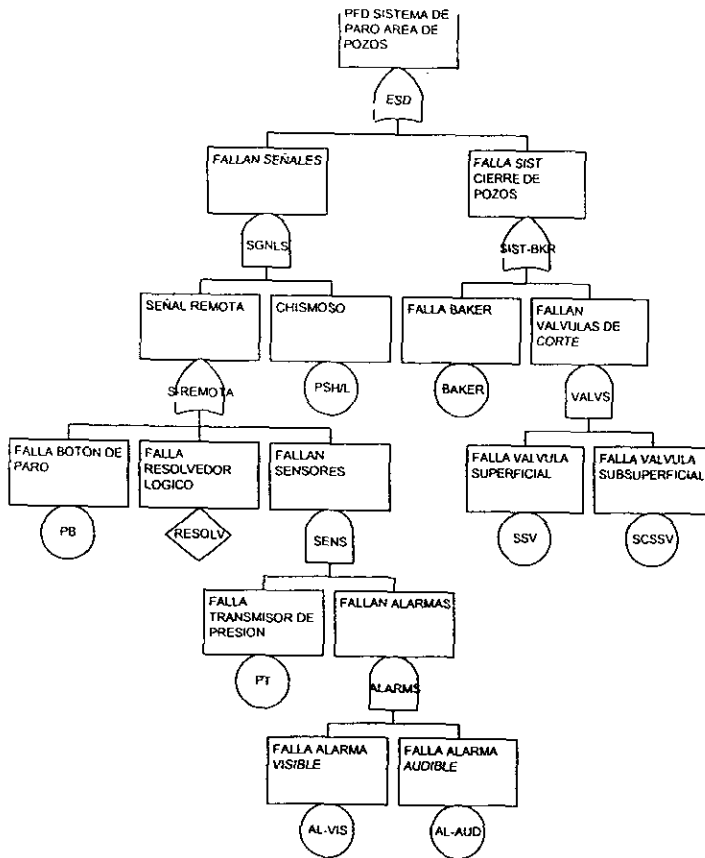 PFD SISTEMA DE
PARO AREA DE
POZOS
ESD
FALLAN SEÑALES
FALLA SIST
CIERRE DE
POZOS
SGNLS
SIST-BKR
SEÑAL REMOTA
CHISMOSO
FALLA BAKER
FALLAN
VALVULAS DE
CORTE
S-REMOTA
PSH/L
BAKER
VALVS
FALLA BOTON DE
PARO
FALLA
RESOLVEDOR
LOGICO
FALLAN
SENSORES
FALLA VALVULA
SUPERFICIAL
FALLA VALVULA
SUBSUPERFICIAL
PB
RESOLV
SENS
SSV
SCSSV
FALLA
TRANSMISOR DE
PRESION
FALLAN ALARMAS
PT
ALARMS
FALLA ALARMA
VISIBLE
FALLA ALARMA
AUDIBLE
AL-VIS
AL-AUD